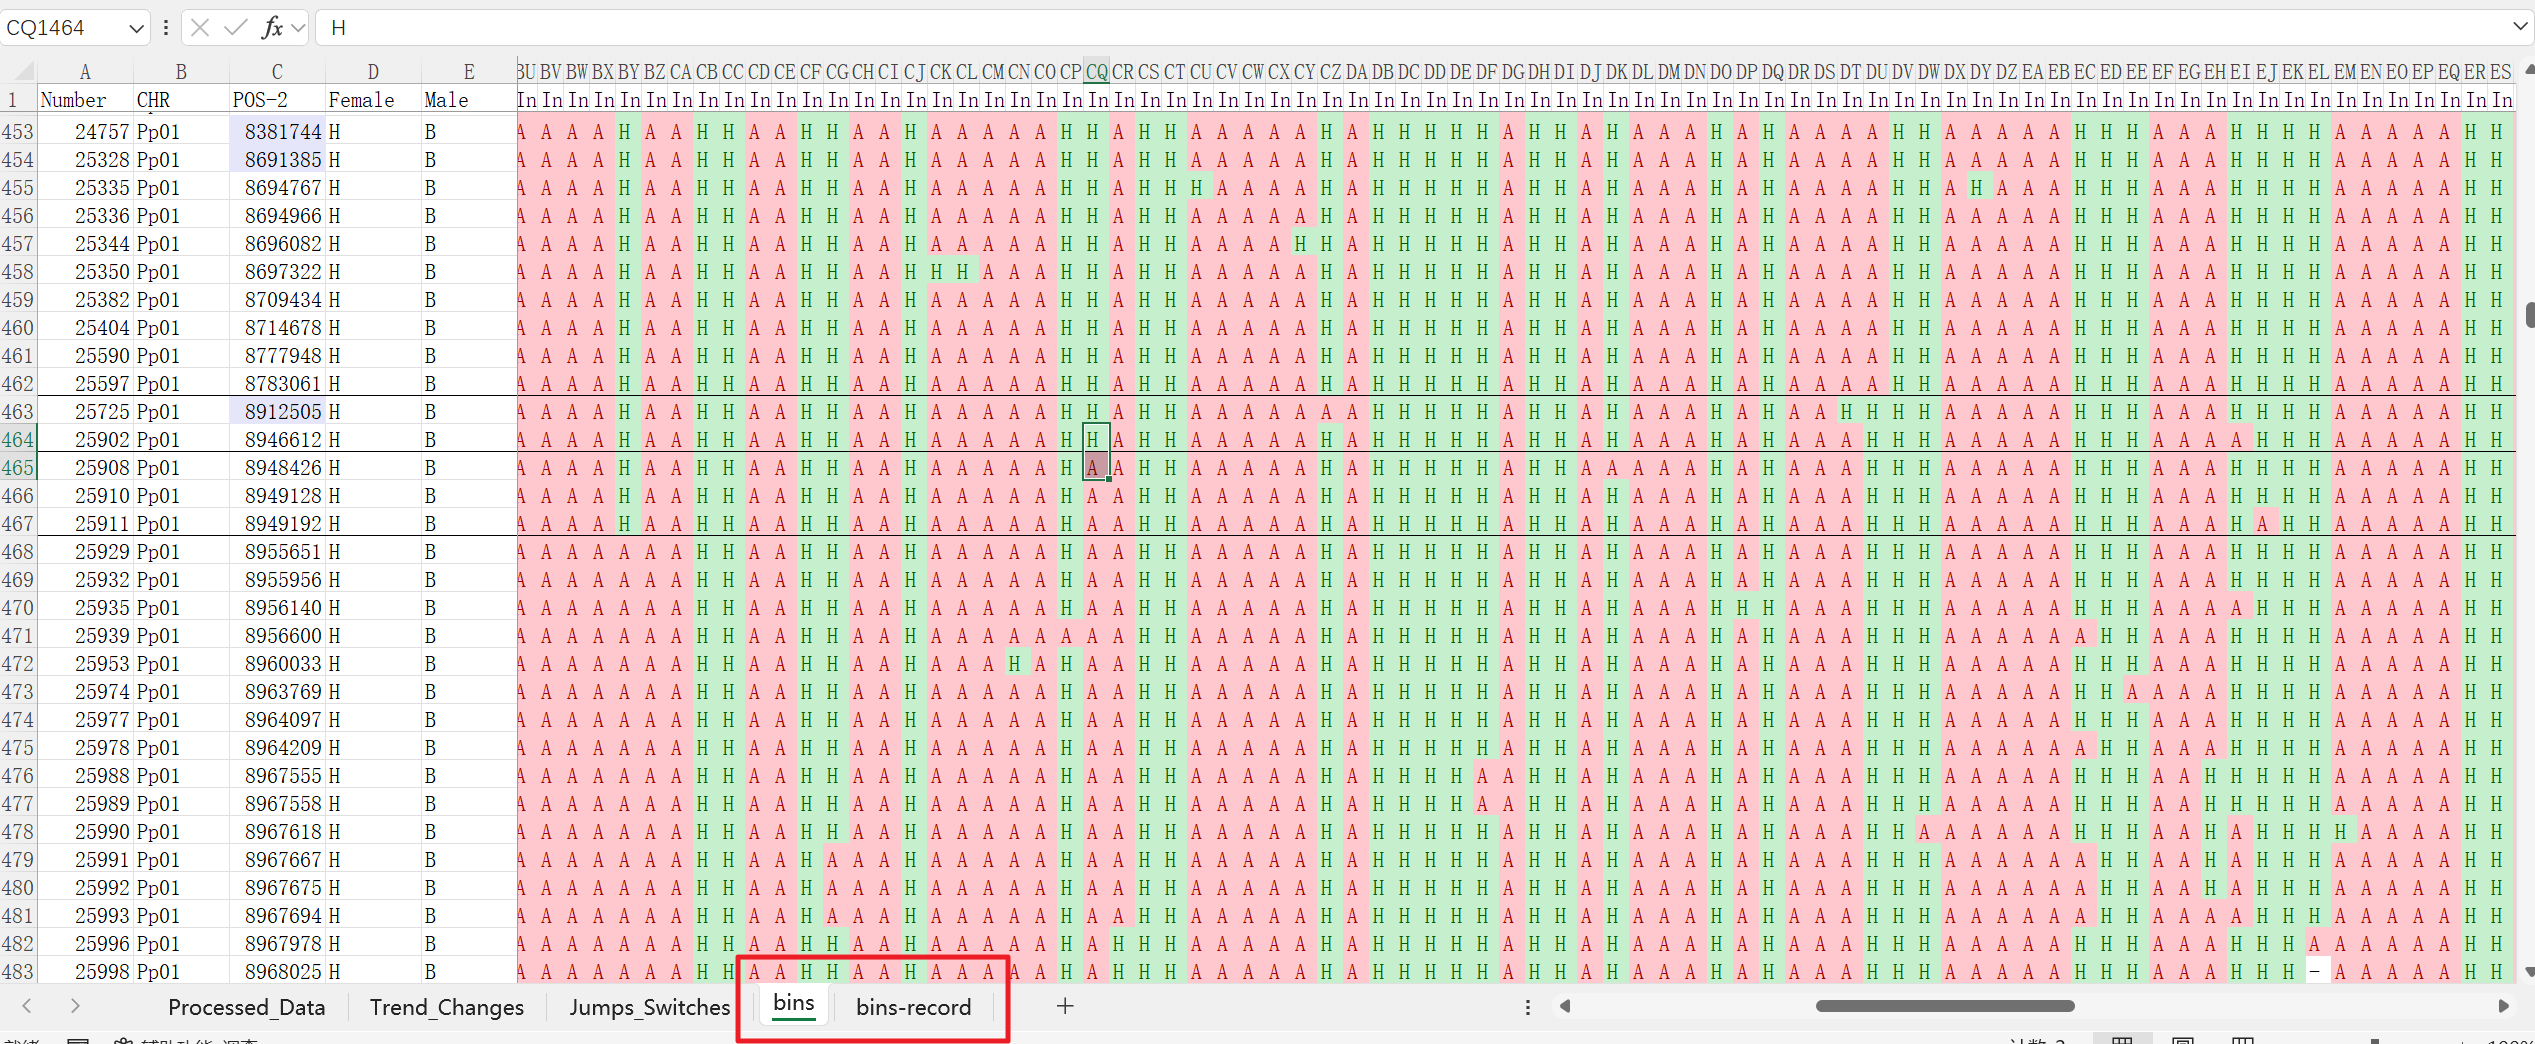 CQ1464 fx H
A B C D E BU BV BW BX BY BZ CA CB CC CD CE CF CG CH CI CJ CK CL CM CN CO CP CQ CR CS CT CU CV CW CX CY CZ DA DB DC DD DE DF DG DH DI DJ DK DL DM DN DO DP DQ DR DS DT DU DV DW DX DY DZ EA EB EC ED EE EF EG EH EI EJ EK EL EM EN EO EP EQ ER ES
1 Number CHR POS-2 Female Male In In In In In In In In In In In In In In In In In In In In In In In In In In In In In In In In In In In In In In In In In In In In In In In In In In In In In In In In In In In In In In In In In In In In In In In In In

453 24757 Pp01 8381744 H B A A A A H A A H H A A H H A A H A A A A A H H A H H A A A A A H A H H H H H A H H A H A A A H A H A A A A H H A A A A A H H H A A A H H H H A A A A A H H
454 25328 Pp01 8691385 H B A A A A H A A H H A A H H A A H A A A A A H H A H H A A A A A H A H H H H H A H H A H A A A H A H A A A A H H A A A A A H H H A A A H H H H A A A A A H H
455 25335 Pp01 8694767 H B A A A A H A A H H A A H H A A H A A A A A H H A H H H A A A A H A H H H H H A H H A H A A A H A H A A A A H H A H A A A H H H A A A H H H H A A A A A H H
456 25336 Pp01 8694966 H B A A A A H A A H H A A H H A A H A A A A A H H A H H A A A A A H A H H H H H A H H A H A A A H A H A A A A H H A A A A A H H H A A A H H H H A A A A A H H
457 25344 Pp01 8696082 H B A A A A H A A H H A A H H A A H A A A A A H H A H H A A A A H H A H H H H H A H H A H A A A H A H A A A A H H A A A A A H H H A A A H H H H A A A A A H H
458 25350 Pp01 8697322 H B A A A A H A A H H A A H H A A H H H A A A H H A H H A A A A A H A H H H H H A H H A H A A A H A H A A A A H H A A A A A H H H A A A H H H H A A A A A H H
459 25382 Pp01 8709434 H B A A A A H A A H H A A H H A A H A A A A A H H A H H A A A A A H A H H H H H A H H A H A A A H A H A A A A H H A A A A A H H H A A A H H H H A A A A A H H
460 25404 Pp01 8714678 H B A A A A H A A H H A A H H A A H A A A A A H H A H H A A A A A H A H H H H H A H H A H A A A H A H A A A A H H A A A A A H H H A A A H H H H A A A A A H H
461 25590 Pp01 8777948 H B A A A A H A A H H A A H H A A H A A A A A H H A H H A A A A A H A H H H H H A H H A H A A A H A H A A A A H H A A A A A H H H A A A H H H H A A A A A H H
462 25597 Pp01 8783061 H B A A A A H A A H H A A H H A A H A A A A A H H A H H A A A A A H A H H H H H A H H A H A A A H A H A A A A H H A A A A A H H H A A A H H H H A A A A A H H
463 25725 Pp01 8912505 H B A A A A H A A H H A A H H A A H A A A A A H H A H H A A A A A A A H H H H H A H H A H A A A H A H A A H H H H A A A A A H H H A A A H H H H A A A A A H H
464 25902 Pp01 8946612 H B A A A A H A A H H A A H H A A H A A A A A H H A H H A A A A A H A H H H H H A H H A H A A A H A H A A A H H H A A A A A H H H A A A A H H H A A A A A H H
465 25908 Pp01 8948426 H B A A A A H A A H H A A H H A A H A A A A A H A A H H A A A A A H A H H H H H A H H A A A A A H A H A A A H H H A A A A A H H H A A A H H H H A A A A A H H
466 25910 Pp01 8949128 H B A A A A H A A H H A A H H A A H A A A A A H A A H H A A A A A H A H H H H H A H H A H A A A H A H A A A H H H A A A A A H H H A A A H H H H A A A A A H H
467 25911 Pp01 8949192 H B A A A A H A A H H A A H H A A H A A A A A H A A H H A A A A A H A H H H H H A H H A H A A A H A H A A A H H H A A A A A H H H A A A H A H H A A A A A H H
468 25929 Pp01 8955651 H B A A A A A A A H H A A H H A A H A A A A A H A A H H A A A A A H A H H H H H A H H A H A A A H A H A A A H H H A A A A A H H H A A A H H H H A A A A A H H
469 25932 Pp01 8955956 H B A A A A A A A H H A A H H A A H A A A A A H A A H H A A A A A H A H H H H H A H H A H A A A H A H A A A H H H A A A A A H H H A A A H H H H A A A A A H H
470 25935 Pp01 8956140 H B A A A A A A A H H A A H H A A H A A A A A H A A H H A A A A A H A H H H H H A H H A H A A A H H H A A A H H H A A A A A H H H A A A A H H H A A A A A H H
471 25939 Pp01 8956600 H B A A A A A A A H H A A H H A A H A A A A A A A A H H A A A A A H A H H H H H A H H A H A A A H A H A A A H H H A A A A A A H H A A A H H H H A A A A A H H
472 25953 Pp01 8960033 H B A A A A A A A H H A A H H A A H A A A H A H A A H H A A A A A H A H H H H H A H H A H A A A H A H A A A H H H A A A A A H H H A A A H H H H A A A A A H H
473 25974 Pp01 8963769 H B A A A A A A A H H A A H H A A H A A A A A H A A H H A A A A A H A H H H H H A H H A H A A A H A H A A A H H H A A A A A H H A A A A H H H H A A A A A H H
474 25977 Pp01 8964097 H B A A A A A A A H H A A H H A A H A A A A A H A A H H A A A A A H A H H H H H A H H A H A A A H A H A A A H H H A A A A A H H H A A A H H H H A A A A A H H
475 25978 Pp01 8964209 H B A A A A A A A H H A A H H A A H A A A A A H A A H H A A A A A H A H H H H H A H H A H A A A H A H A A A H H H A A A A A A H H A A A H H H H A A A A A H H
476 25988 Pp01 8967555 H B A A A A A A A H H A A H H A A H A A A A A H A A H H A A A A A H A H H H H A A H H A H A A A H A H A A A H H H A A A A A H H H A A H H H H H A A A A A H H
477 25989 Pp01 8967558 H B A A A A A A A H H A A H H A A H A A A A A H A A H H A A A A A H A H H H H A A H H A H A A A H A H A A A H H H A A A A A H H H A A H H H H H A A A A A H H
478 25990 Pp01 8967618 H B A A A A A A A H H A A H H A A H A A A A A H A A H H A A A A A H A H H H H H A H H A H A A A H A H A A A H H A A A A A A H H H A A H A H H H H A A A A H H
479 25991 Pp01 8967667 H B A A A A A A A H H A A H A A A H A A A A A H A A H H A A A A A H A H H H H H A H H A H A A A H A H A A A H H H A A A A A A H H A A H A H H H A A A A A H H
480 25992 Pp01 8967675 H B A A A A A A A H H A A H A A A H A A A A A H A A H H A A A A A H A H H H H H A H H A H A A A H A H A A A H H H A A A A A A H H A A H A H H H A A A A A H H
481 25993 Pp01 8967694 H B A A A A A A A H H A A H A A A H A A A A A H A A H H A A A A A H A H H H H H A H H A H A A A H A H A A A H H H A A A A A A H H A A A A H H H A A A A A H H
482 25996 Pp01 8967978 H B A A A A A A A H H A A H H A A H A A A A A H A H H H A A A A A H A H H H H H A H H A H A A A H A H A A A H H H A A A A A H H H A A A H H H A A A A A A H H
483 25998 Pp01 8968025 H B A A A A A A A H H A A H H A A H A A A A A H A H H H A A A A A H A H H H H H A H H A H A A A H A H A A A H H H A A A A A H H H A A A H H H - A A A A A H H
Processed_Data Trend_Changes Jumps_Switches bins bins-record +